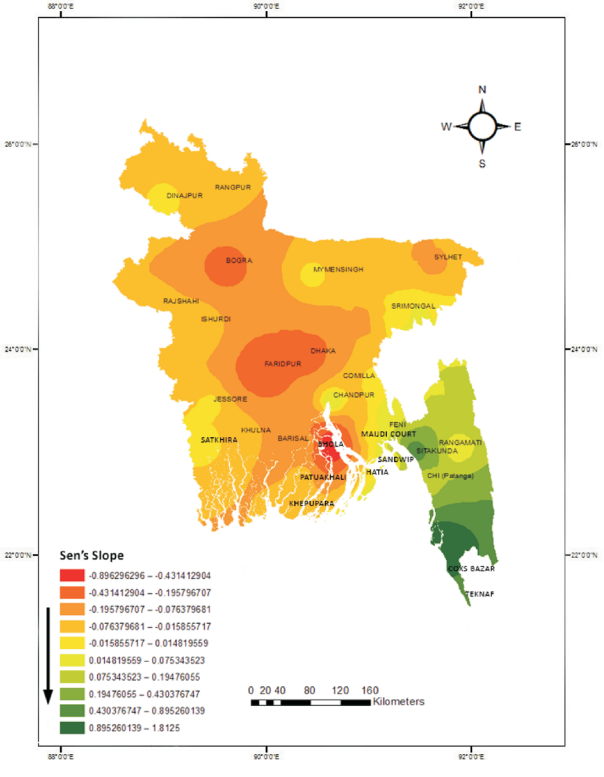 88°0'0"E 90°0'0"E 92°0'0"E
N
W E
S
26°0'0"N 26°0'0"N
RANGPUR
DINAJPUR
BOGRA
MYMENSINGH
SYLHET
RAJSHAHI
SRIMONGAL
ISHURDI
24°0'0"N 24°0'0"N
DHAKA
FARIDPUR
COMILLA
CHANDPUR
JESSORE
FENI
KHULNA
MAIJDI COURT
SATKHIRA
BARISAL
BHOLA
RANGAMATI
SITAKUNDA
SANDWIP
HATIA
PATUAKHALI
CHI (Patanga)
KHEPUPARA
22°0'0"N 22°0'0"N
Sen's Slope
COXS BAZAR
-0.896296296 – -0.431412904
-0.431412904 – -0.195796707
TEKNAF
-0.195796707 – -0.076379681
-0.076379681 – -0.015855717
-0.015855717 – 0.014819559
0.014819559 – 0.075343523
0.075343523 – 0.19476055
0.19476055 – 0.430376747
0.430376747 – 0.895260139
0.895260139 – 1.8125
0 20 40 80 120 160
Kilometers
88°0'0"E 90°0'0"E 92°0'0"E